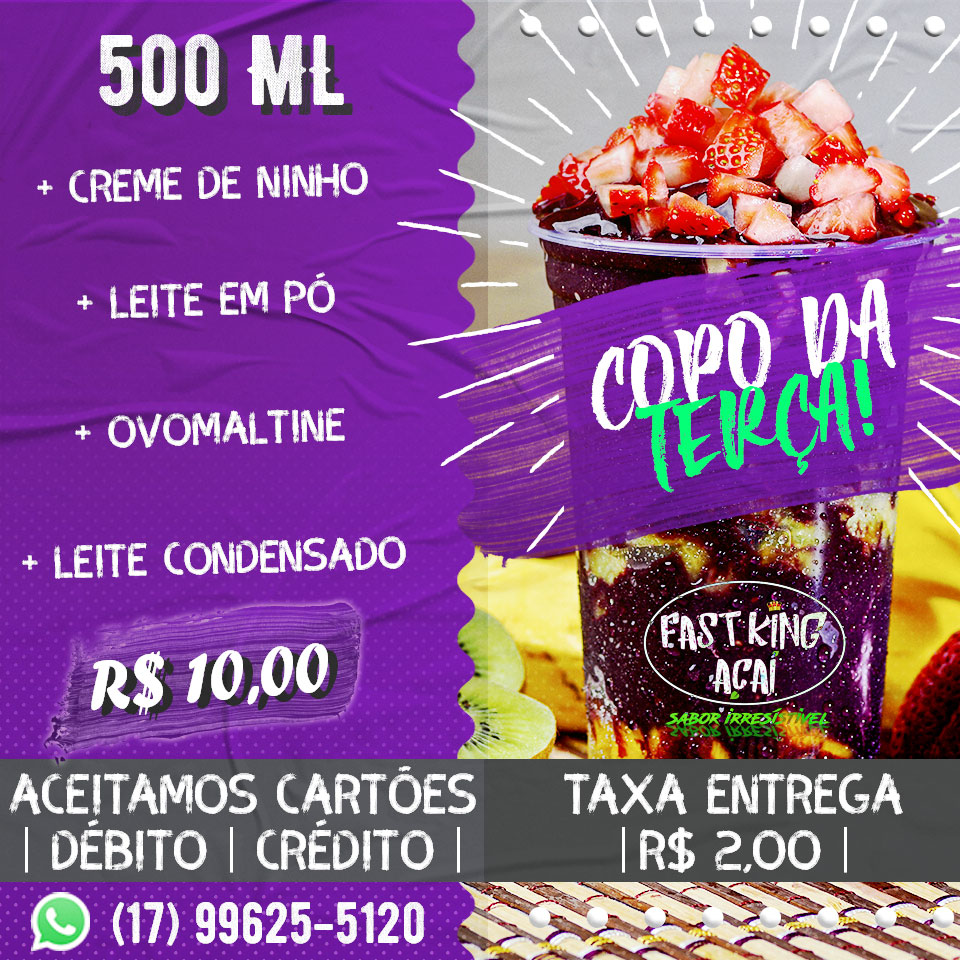 500 ML
+ CREME DE NINHO
+ LEITE EM PÓ
+ OVOMALTINE
+ LEITE CONDENSADO
R$ 10,00
COPO DA
TERÇA!
EAST KING
AÇAÍ
SABOR IRRESÍSTIVEL
ACEITAMOS CARTÕES
| DÉBITO | CRÉDITO |
TAXA ENTREGA
| R$ 2,00 |
(17) 99625-5120